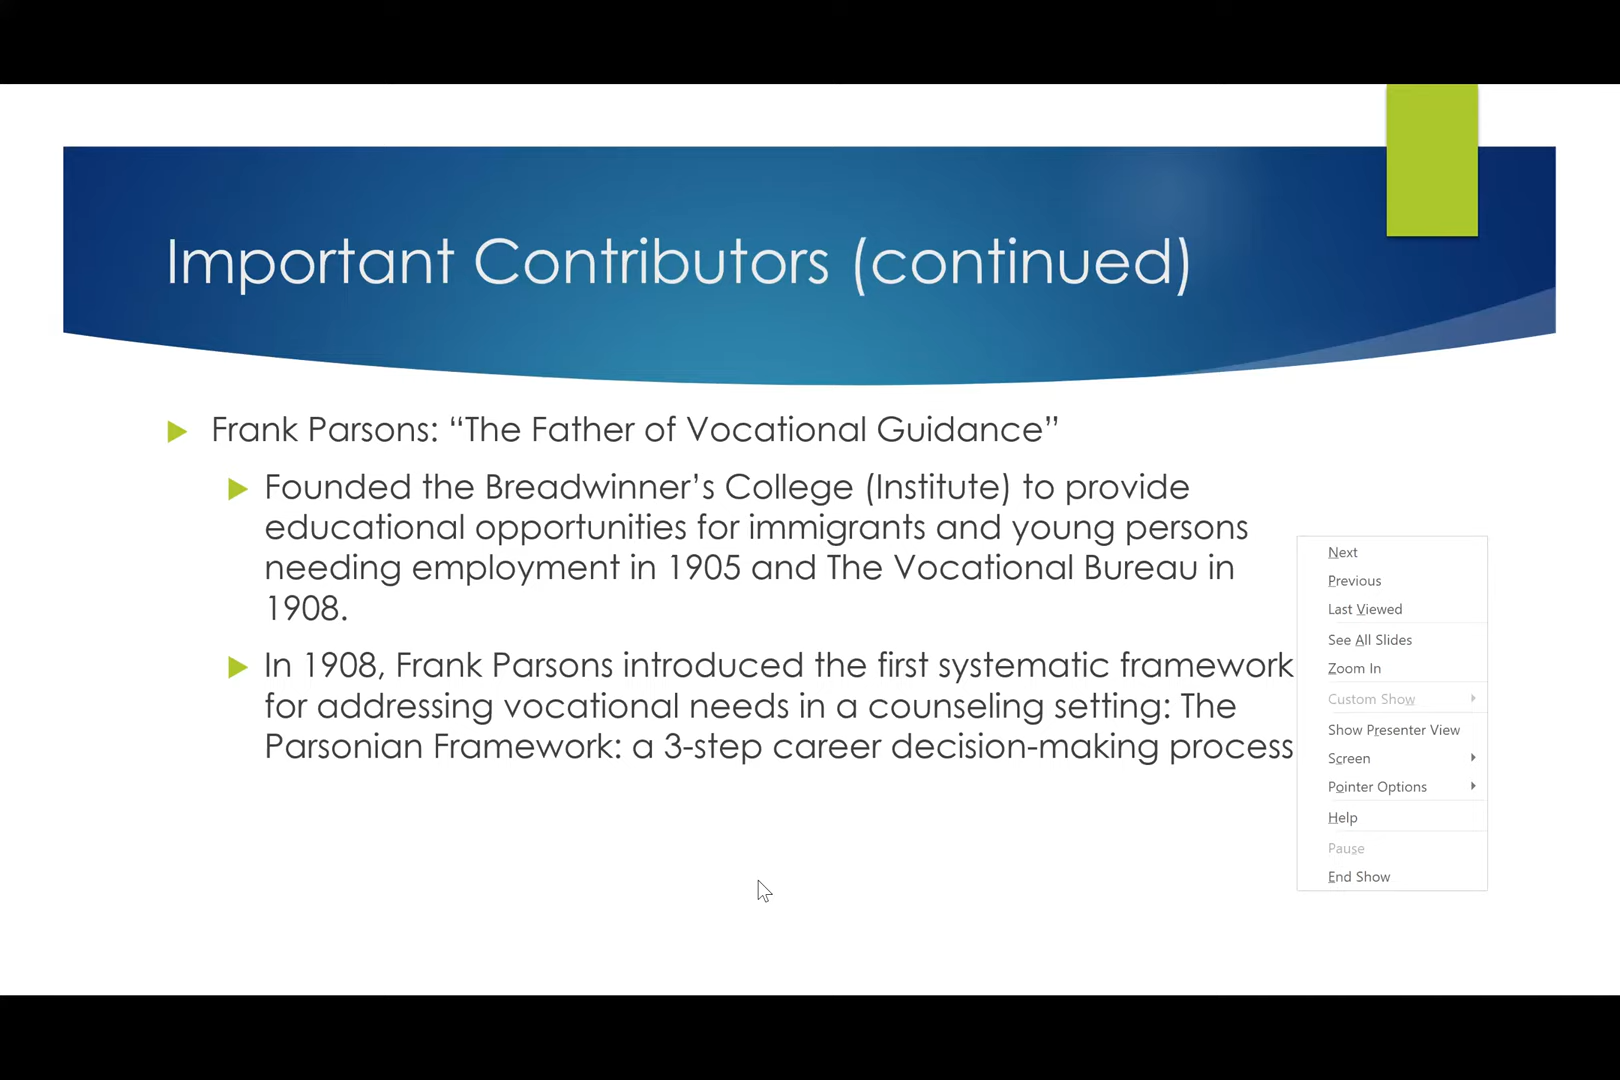 Important Contributors (continued)
Frank Parsons: “The Father of Vocational Guidance”
Founded the Breadwinner’s College (Institute) to provide
educational opportunities for immigrants and young persons
needing employment in 1905 and The Vocational Bureau in
1908.
In 1908, Frank Parsons introduced the first systematic framework
for addressing vocational needs in a counseling setting: The
Parsonian Framework: a 3-step career decision-making process
Next
Previous
Last Viewed
See All Slides
Zoom In
Custom Show
Show Presenter View
Screen
Pointer Options
Help
Pause
End Show